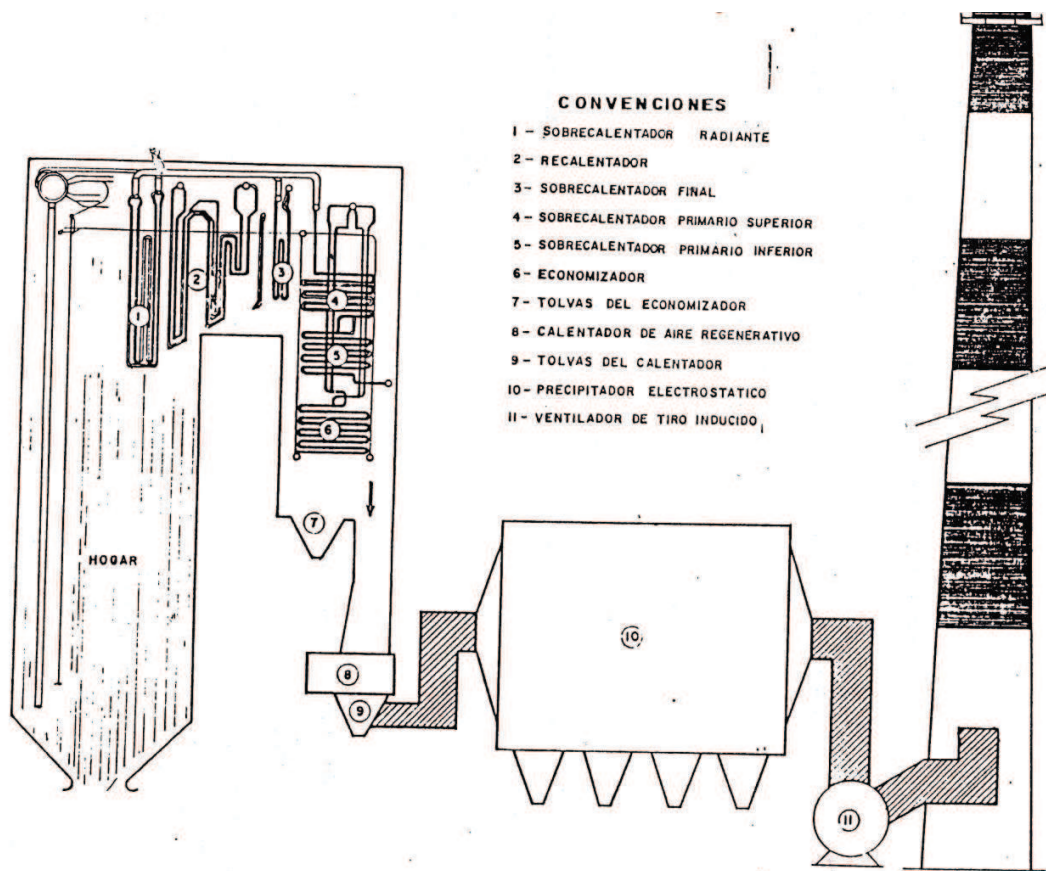 CONVENCIONES
1 - SOBRECALENTADOR RADIANTE
2 - RECALENTADOR
3 - SOBRECALENTADOR FINAL
4 - SOBRECALENTADOR PRIMARIO SUPERIOR
5 - SOBRECALENTADOR PRIMARIO INFERIOR
6 - ECONOMIZADOR
7 - TOLVAS DEL ECONOMIZADOR
8 - CALENTADOR DE AIRE REGENERATIVO
9 - TOLVAS DEL CALENTADOR
10 - PRECIPITADOR ELECTROSTATICO
11 - VENTILADOR DE TIRO INDUCIDO
1
2
3
4
5
6
7
HOGAR
8
9
10
11